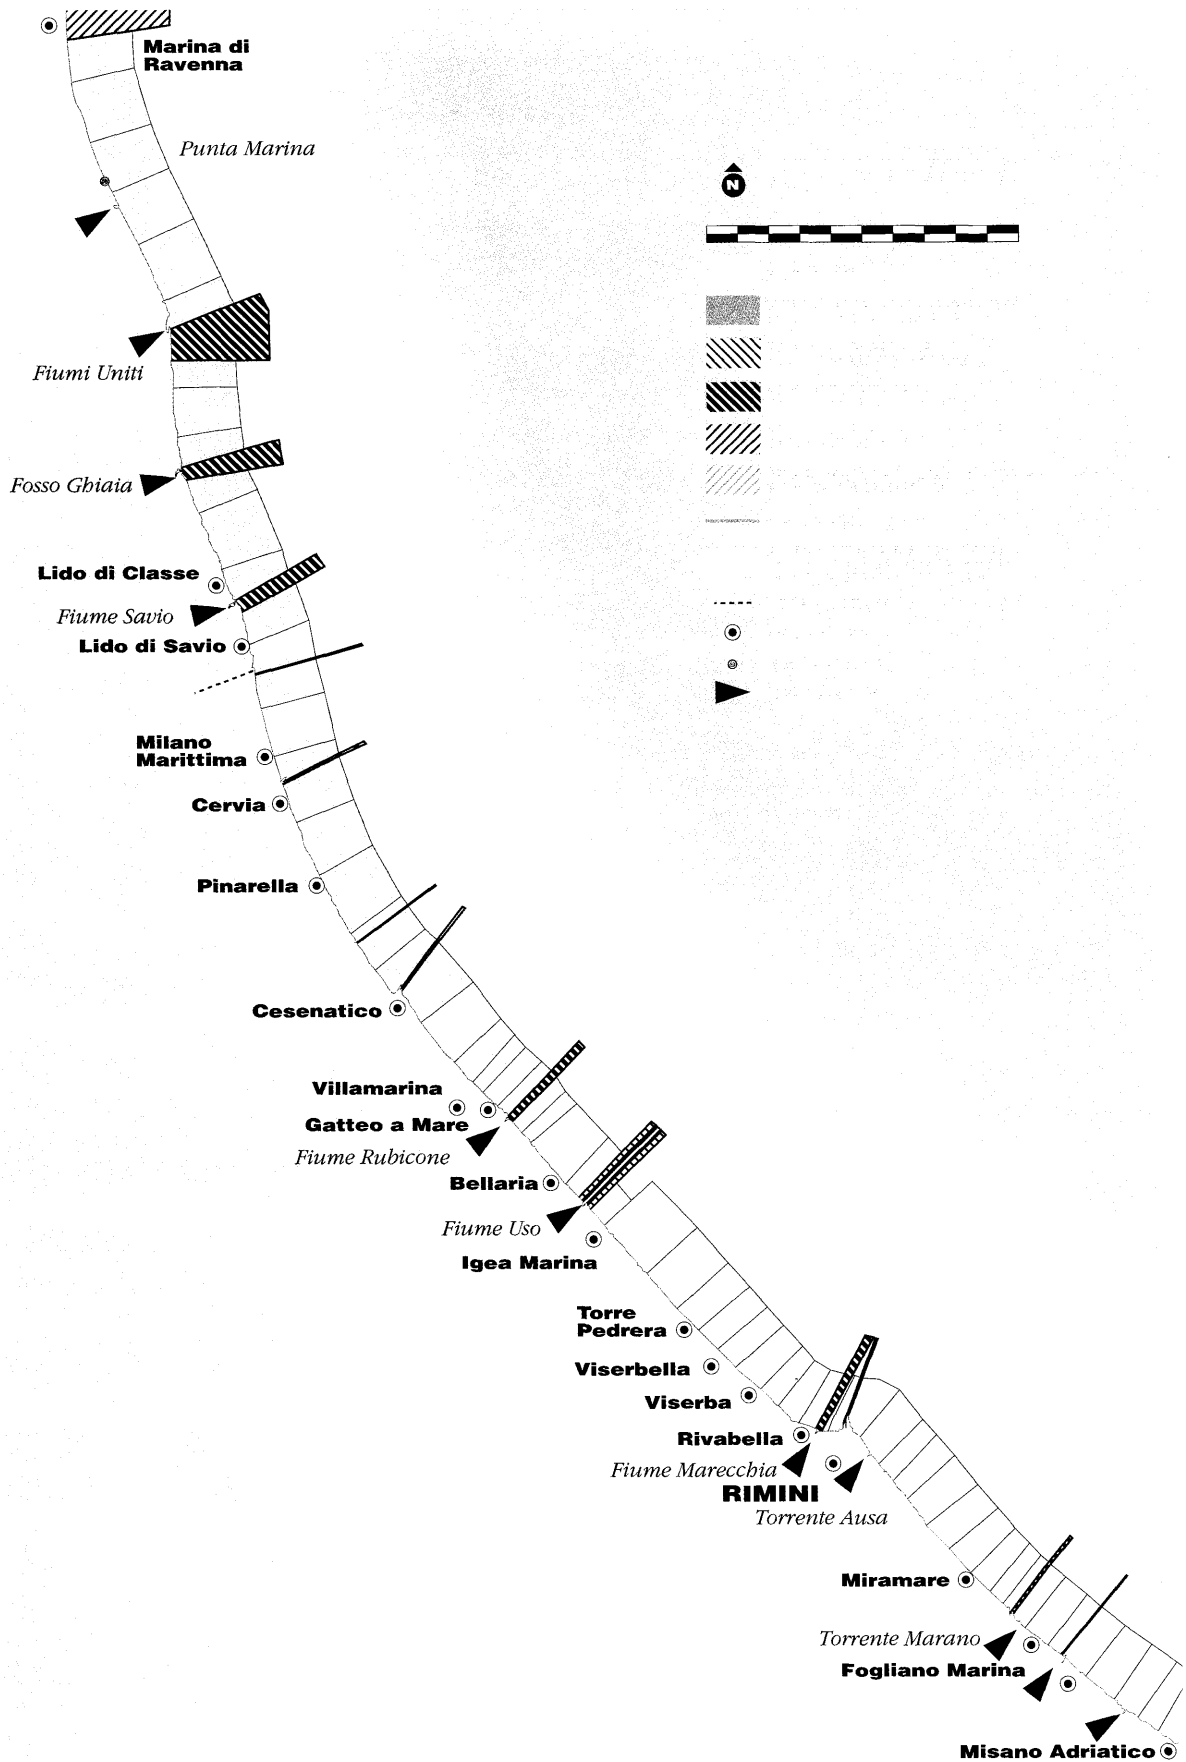 Marina di
Ravenna
Punta Marina
N
Fiumi Uniti
Fosso Ghiaia
Lido di Classe
Fiume Savio
Lido di Savio
Milano
Marittima
Cervia
Pinarella
Cesenatico
Villamarina
Gatteo a Mare
Fiume Rubicone
Bellaria
Fiume Uso
Igea Marina
Torre
Pedrera
Viserbella
Viserba
Rivabella
Fiume Marecchia
RIMINI
Torrente Ausa
Miramare
Torrente Marano
Fogliano Marina
Misano Adriatico